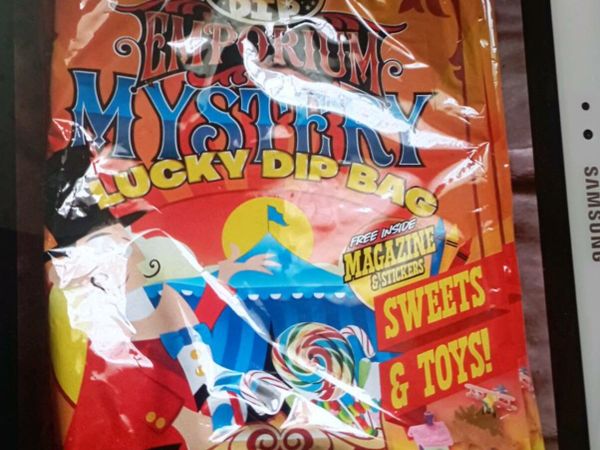 DIP
EMPORIUM
MYSTERY
LUCKY DIP BAG
FREE INSIDE
MAGAZINE
& STICKERS
SWEETS
& TOYS!
SAMSUNG